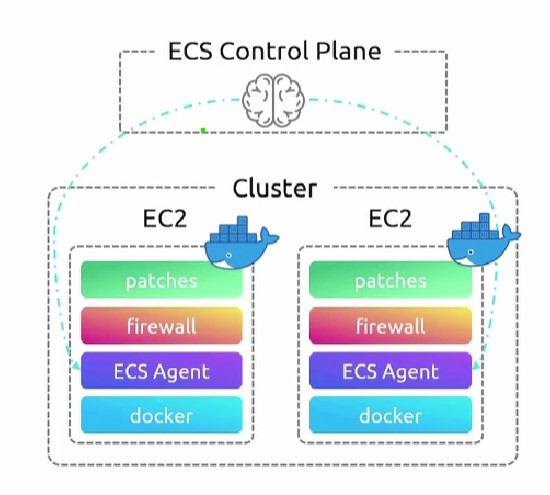 ECS Control Plane
Cluster
EC2
EC2
patches
patches
firewall
firewall
ECS Agent
ECS Agent
docker
docker